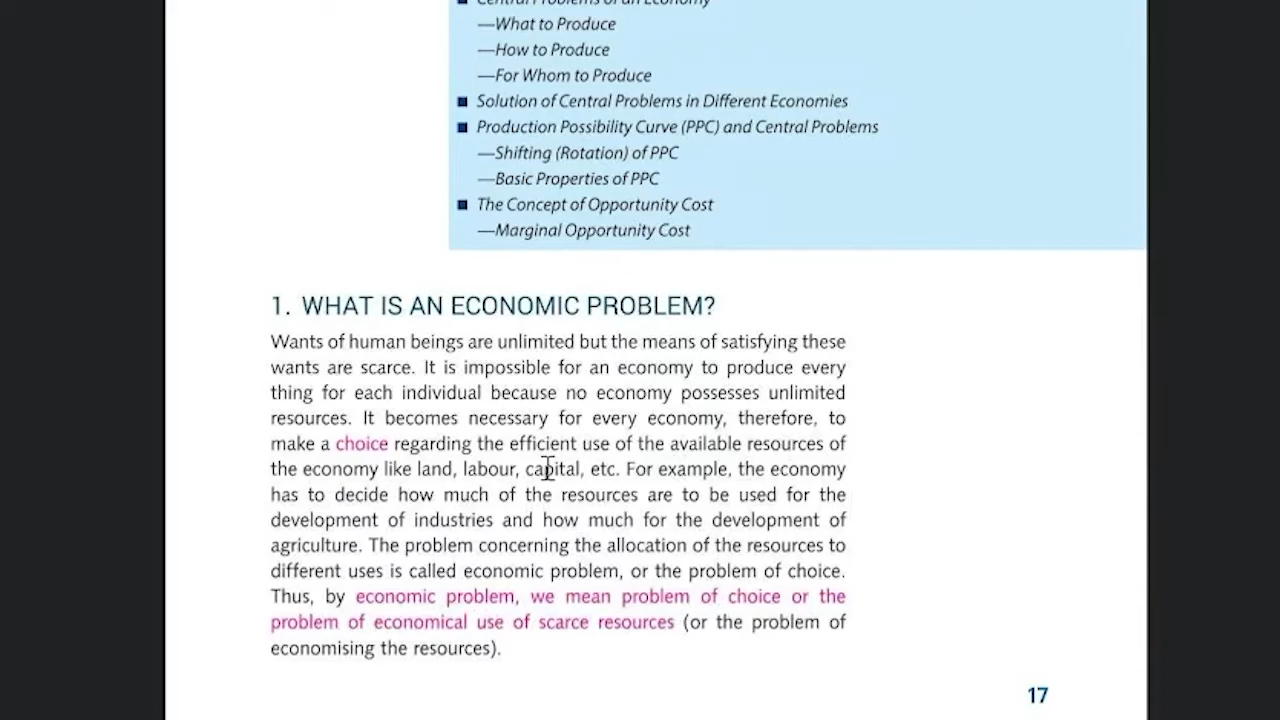 Central Problems of an Economy
—What to Produce
—How to Produce
—For Whom to Produce
■ Solution of Central Problems in Different Economies
■ Production Possibility Curve (PPC) and Central Problems
—Shifting (Rotation) of PPC
—Basic Properties of PPC
■ The Concept of Opportunity Cost
—Marginal Opportunity Cost
1. WHAT IS AN ECONOMIC PROBLEM?
Wants of human beings are unlimited but the means of satisfying these
wants are scarce. It is impossible for an economy to produce every
thing for each individual because no economy possesses unlimited
resources. It becomes necessary for every economy, therefore, to
make a choice regarding the efficient use of the available resources of
the economy like land, labour, capital, etc. For example, the economy
has to decide how much of the resources are to be used for the
development of industries and how much for the development of
agriculture. The problem concerning the allocation of the resources to
different uses is called economic problem, or the problem of choice.
Thus, by economic problem, we mean problem of choice or the
problem of economical use of scarce resources (or the problem of
economising the resources).
17